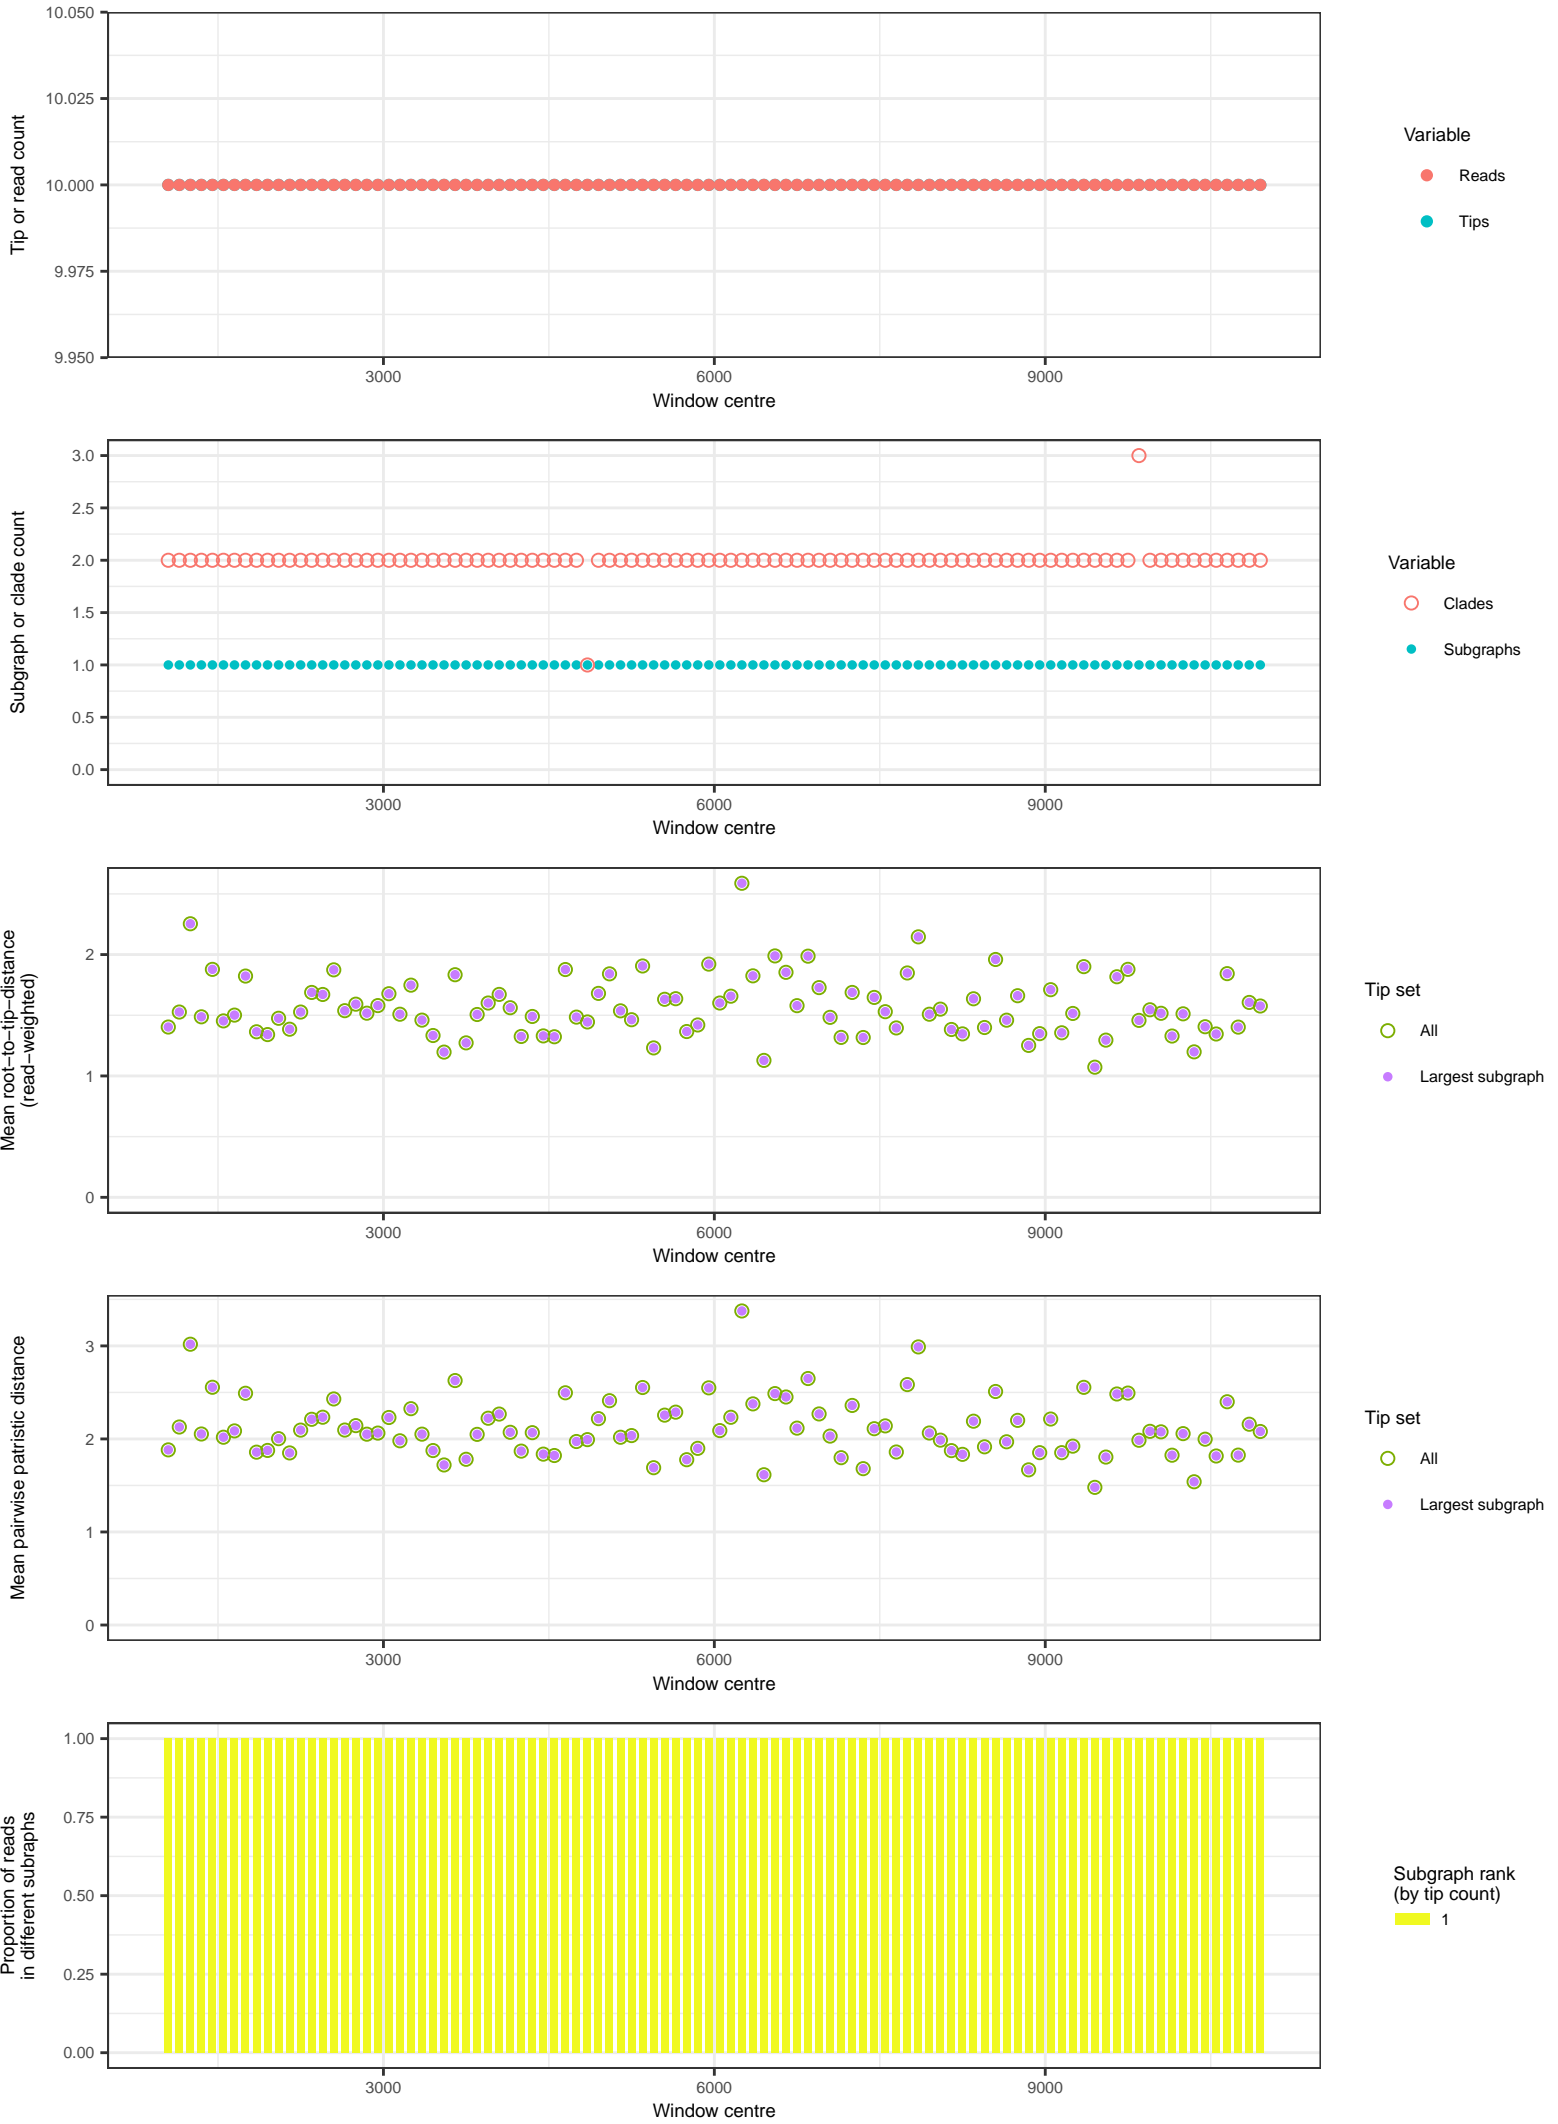 10.050
10.025
10.000
9.975
9.950
Tip or read count
3000 6000 9000
Window centre
Variable
Reads
Tips
3.0
2.5
2.0
1.5
1.0
0.5
0.0
Subgraph or clade count
3000 6000 9000
Window centre
Variable
Clades
Subgraphs
2
1
0
Mean root−to−tip−distance
(read−weighted)
3000 6000 9000
Window centre
Tip set
All
Largest subgraph
3
2
1
0
Mean pairwise patristic distance
3000 6000 9000
Window centre
Tip set
All
Largest subgraph
1.00
0.75
0.50
0.25
0.00
Proportion of reads
in different subraphs
3000 6000 9000
Window centre
Subgraph rank
(by tip count)
1